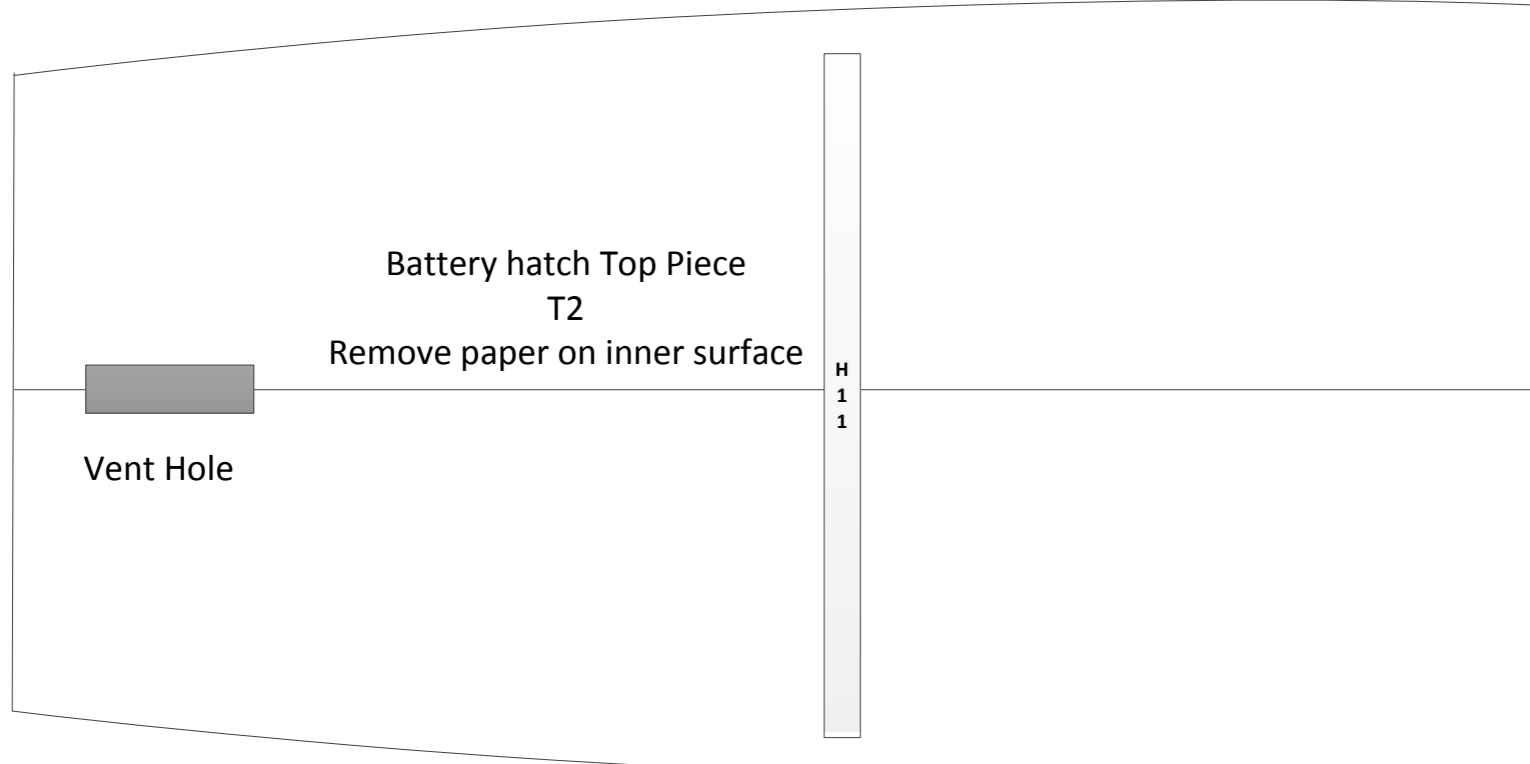 Battery hatch Top Piece
T2
Remove paper on inner surface
H
1
1
Vent Hole